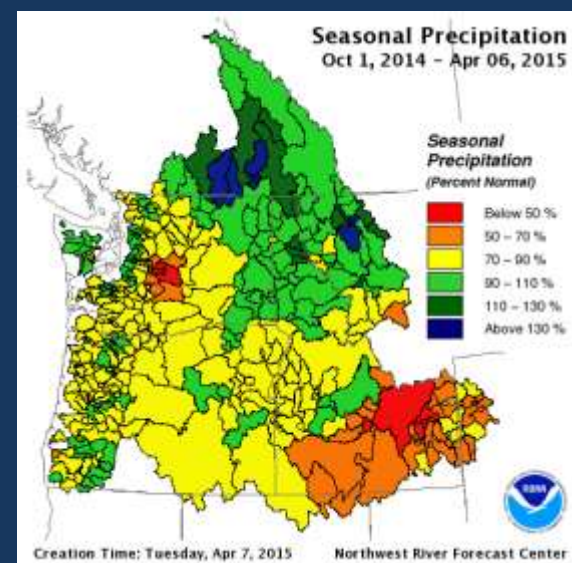 Seasonal Precipitation
Oct 1, 2014 – Apr 06, 2015
Seasonal
Precipitation
(Percent Normal)
Below 50 %
50 – 70 %
70 – 90 %
90 – 110 %
110 – 130 %
Above 130 %
Creation Time: Tuesday, Apr 7, 2015
Northwest River Forecast Center